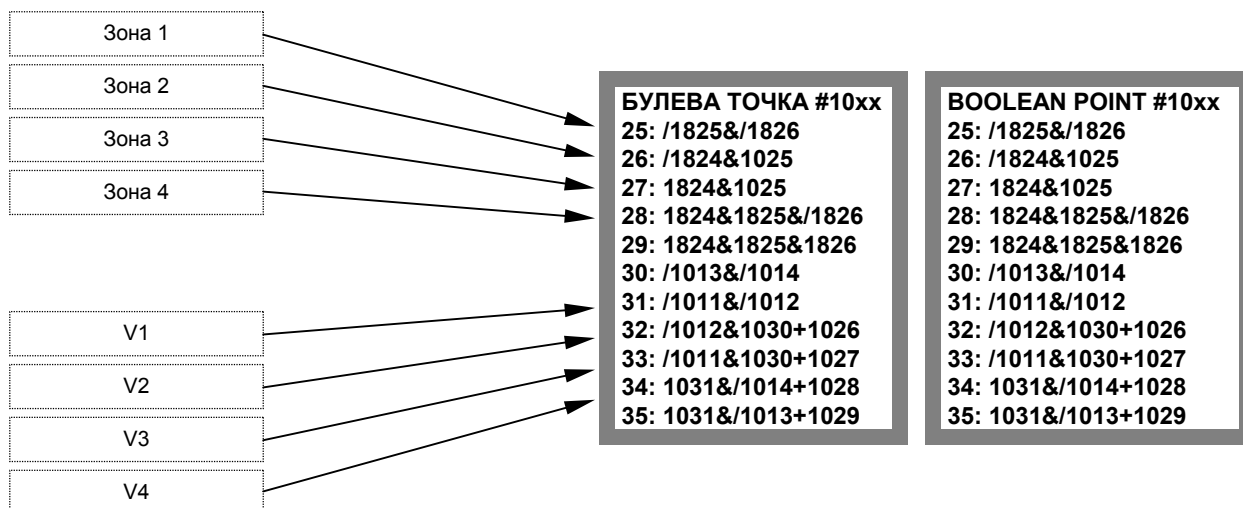 Зона 1
Зона 2
Зона 3
Зона 4
V1
V2
V3
V4
БУЛЕВА ТОЧКА #10xx
25: /1825&/1826
26: /1824&1025
27: 1824&1025
28: 1824&1825&/1826
29: 1824&1825&1826
30: /1013&/1014
31: /1011&/1012
32: /1012&1030+1026
33: /1011&1030+1027
34: 1031&/1014+1028
35: 1031&/1013+1029
BOOLEAN POINT #10xx
25: /1825&/1826
26: /1824&1025
27: 1824&1025
28: 1824&1825&/1826
29: 1824&1825&1826
30: /1013&/1014
31: /1011&/1012
32: /1012&1030+1026
33: /1011&1030+1027
34: 1031&/1014+1028
35: 1031&/1013+1029